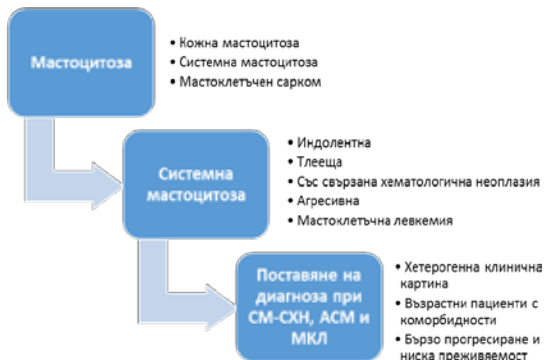 Мастоцитоза
• Кожна мастоцитоза
• Системна мастоцитоза
• Мастоклетъчен сарком
Системна
мастоцитоза
• Индолентна
• Тлееща
• Със свързана хематологична неоплазия
• Агресивна
• Мастоклетъчна левкемия
Поставяне на
диагноза при
СМ-СХН, АСМ и
МКЛ
• Хетерогенна клинична
картина
• Възрастни пациенти с
коморбидности
• Бързо прогресиране и
ниска преживяемост